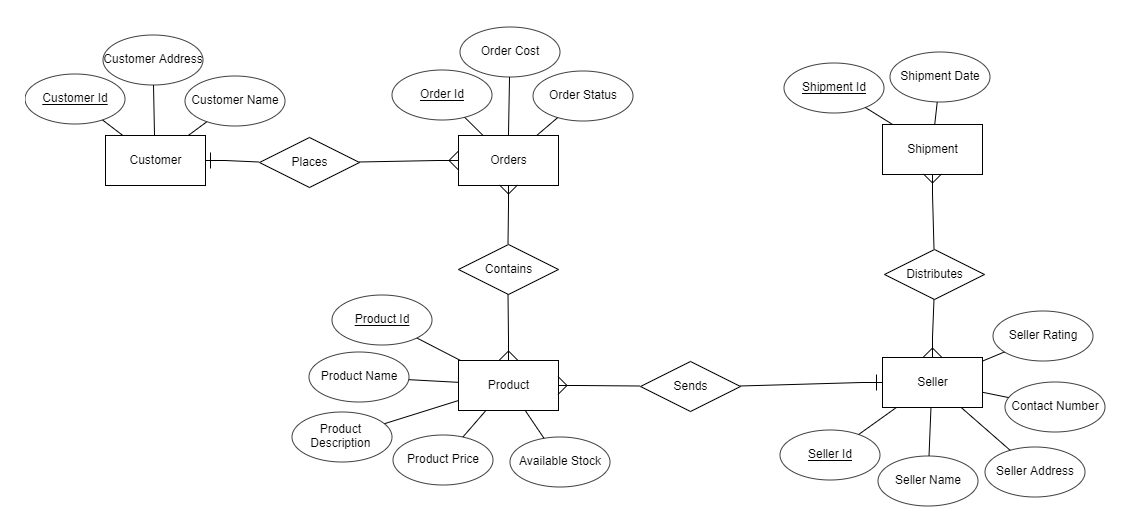 Order Cost
Customer Address
Shipment Date
Customer Id
Customer Name
Order Id
Order Status
Shipment Id
Customer
Places
Orders
Shipment
Contains
Distributes
Product Id
Seller Rating
Product Name
Product
Sends
Seller
Contact Number
Product
Description
Product Price
Available Stock
Seller Id
Seller Name
Seller Address